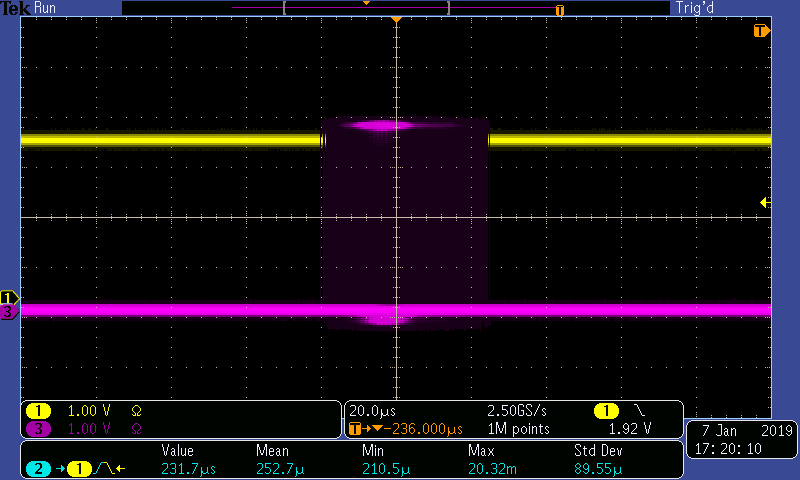 Tek Run Trig'd
T
T
1
3
1 1.00 V Ω
3 1.00 V Ω
20.0µs 2.50GS/s 1
T→▼-236.000µs 1M points 1.92 V
Value Mean Min Max Std Dev
2 →1 231.7µs 252.7µ 210.5µ 20.32m 89.55µ
7 Jan 2019
17:20:10